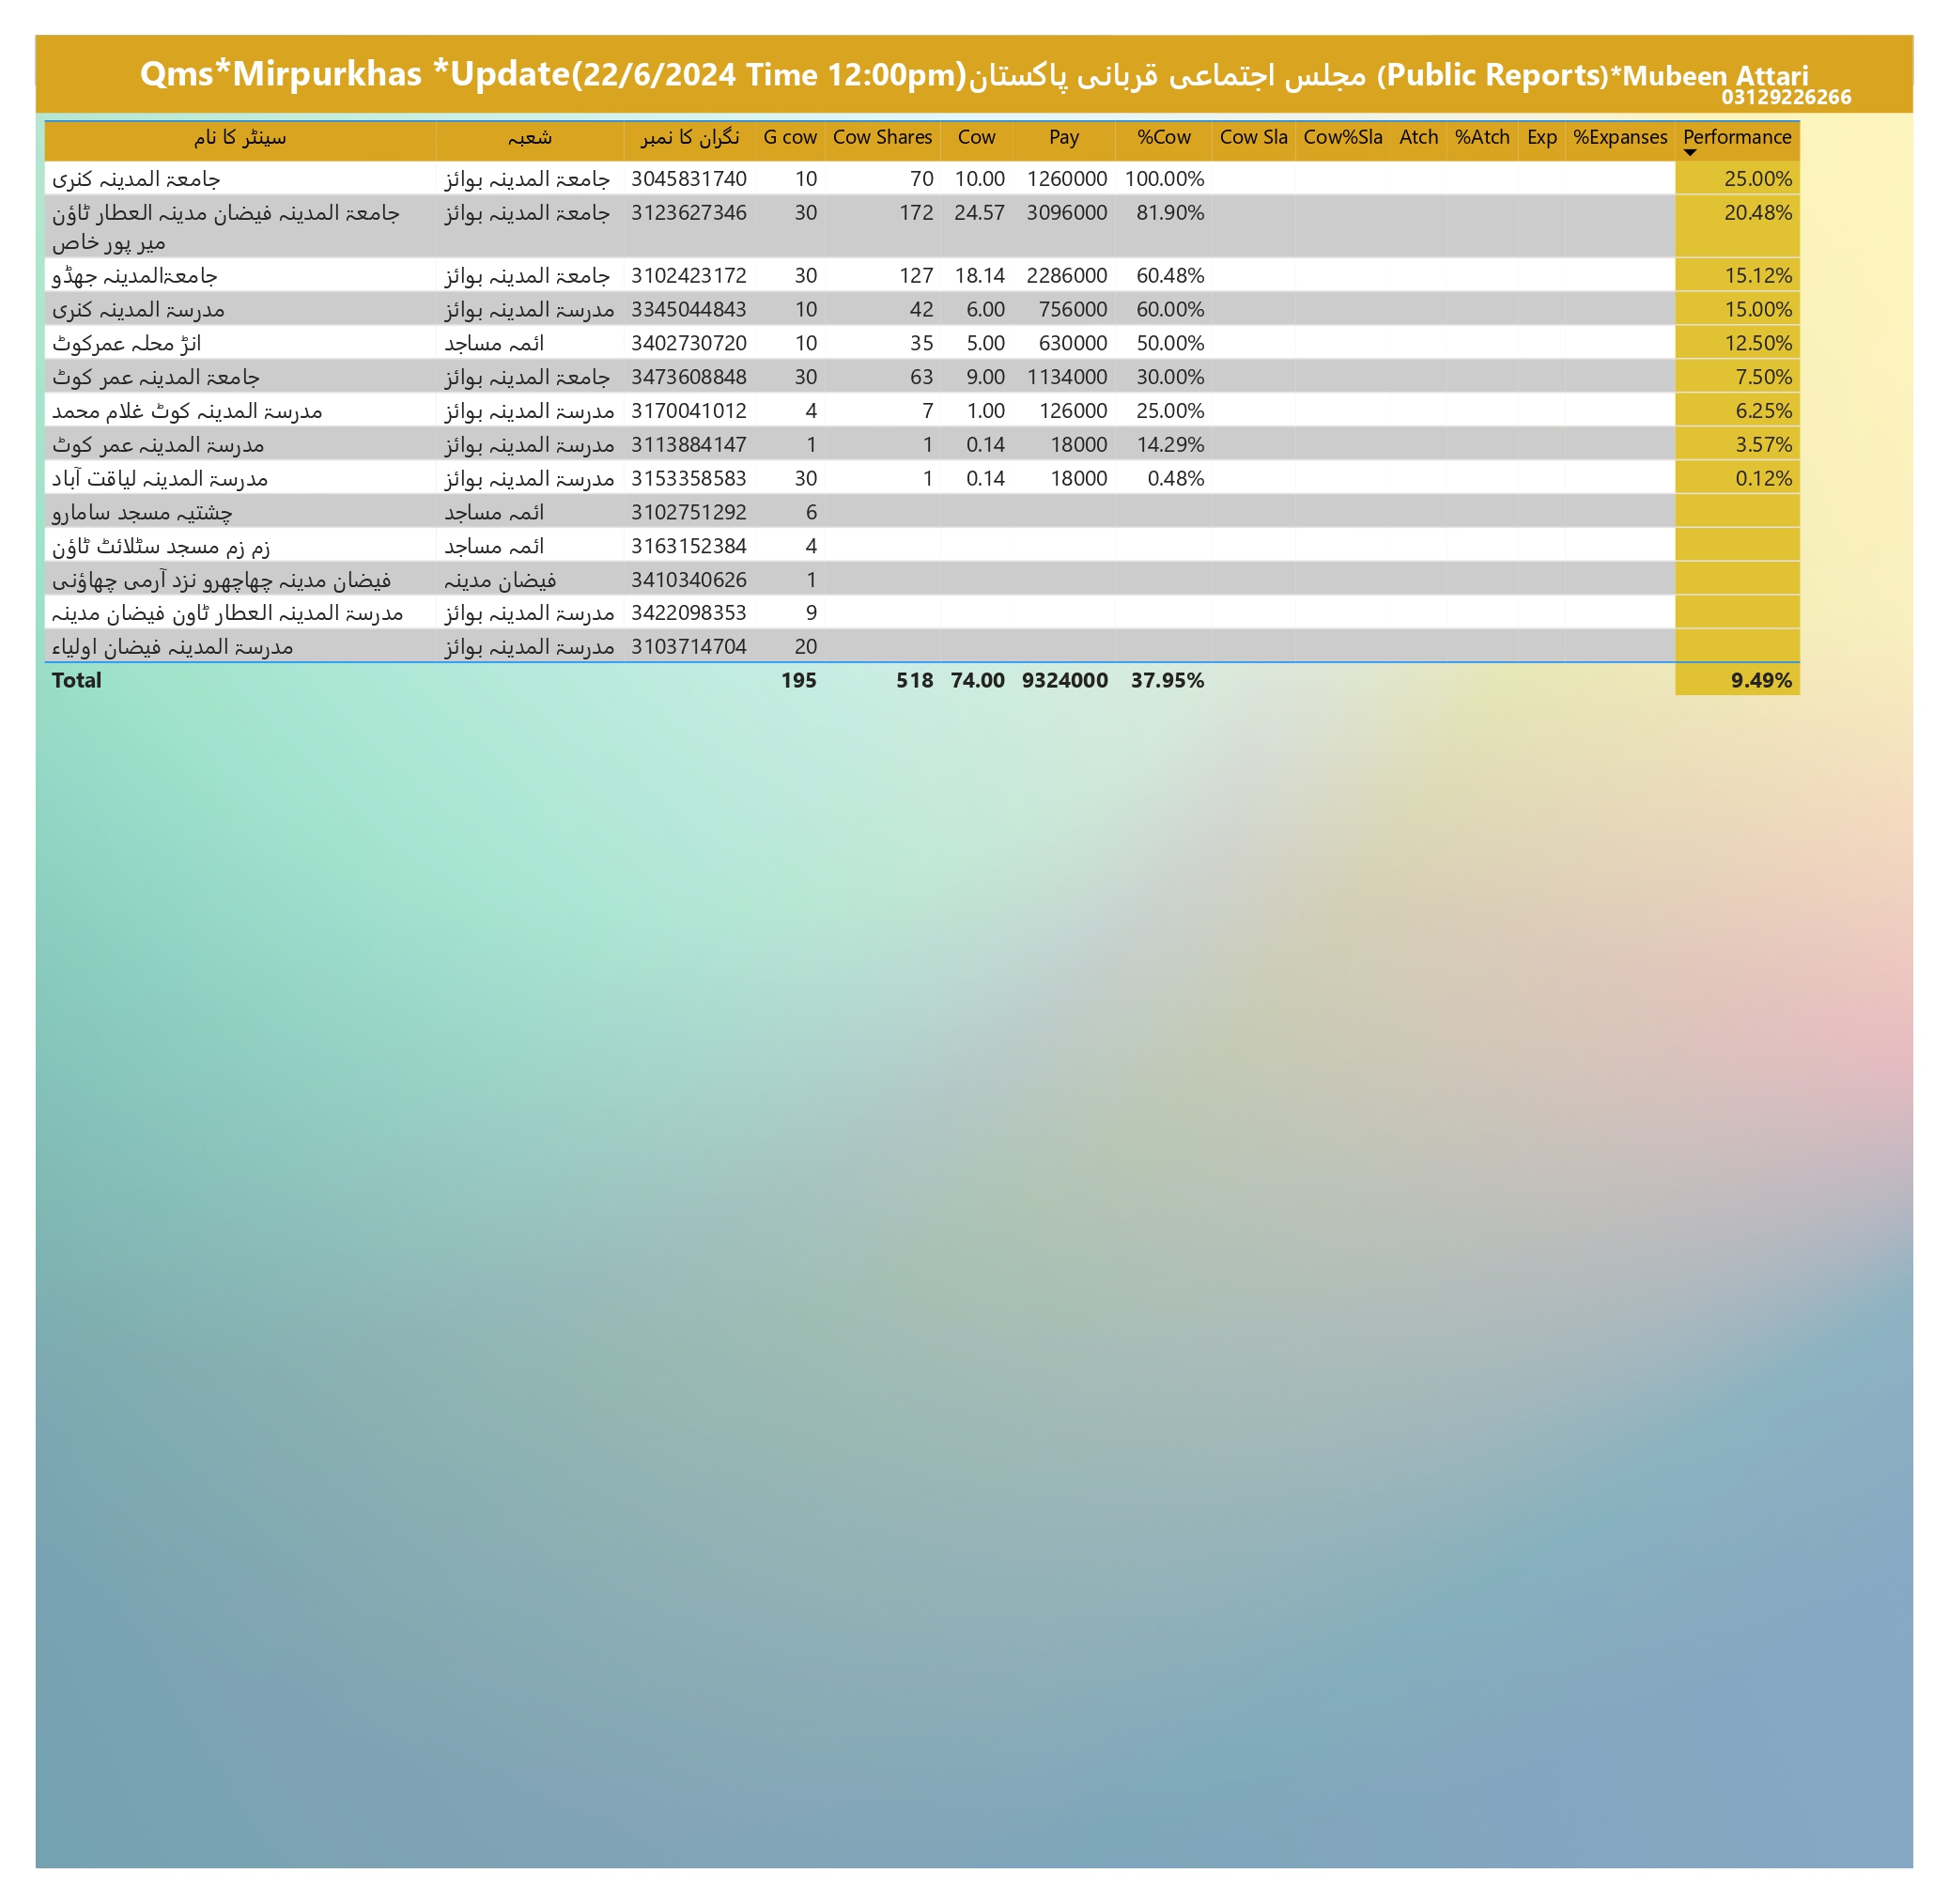 Qms*Mirpurkhas *Update(22/6/2024 Time 12:00pm)مجلس اجتماعی قربانی پاکستان (Public Reports)*Mubeen Attari
03129226266
سینٹر کا نام شعبہ نگران کا نمبر G cow Cow Shares Cow Pay %Cow Cow Sla Cow%Sla Atch %Atch Exp %Expanses Performance
جامعۃ المدینہ کنری جامعۃ المدینہ بوائز 3045831740 10 70 10.00 1260000 100.00% 25.00%
جامعۃ المدینہ فیضان مدینہ العطار ٹاؤن جامعۃ المدینہ بوائز 3123627346 30 172 24.57 3096000 81.90% 20.48%
میر پور خاص
جامعۃالمدینہ جھڈو جامعۃ المدینہ بوائز 3102423172 30 127 18.14 2286000 60.48% 15.12%
مدرسۃ المدینہ کنری مدرسۃ المدینہ بوائز 3345044843 10 42 6.00 756000 60.00% 15.00%
انڑ محلہ عمرکوٹ ائمہ مساجد 3402730720 10 35 5.00 630000 50.00% 12.50%
جامعۃ المدینہ عمر کوٹ جامعۃ المدینہ بوائز 3473608848 30 63 9.00 1134000 30.00% 7.50%
مدرسۃ المدینہ کوٹ غلام محمد مدرسۃ المدینہ بوائز 3170041012 4 7 1.00 126000 25.00% 6.25%
مدرسۃ المدینہ عمر کوٹ مدرسۃ المدینہ بوائز 3113884147 1 1 0.14 18000 14.29% 3.57%
مدرسۃ المدینہ لیاقت آباد مدرسۃ المدینہ بوائز 3153358583 30 1 0.14 18000 0.48% 0.12%
چشتیہ مسجد سامارو ائمہ مساجد 3102751292 6
زم زم مسجد سٹلائٹ ٹاؤن ائمہ مساجد 3163152384 4
فیضان مدینہ چھاچھرو نزد آرمی چھاؤنی فیضان مدینہ 3410340626 1
مدرسۃ المدینہ العطار ٹاون فیضان مدینہ مدرسۃ المدینہ بوائز 3422098353 9
مدرسۃ المدینہ فیضان اولیاء مدرسۃ المدینہ بوائز 3103714704 20
Total 195 518 74.00 9324000 37.95% 9.49%